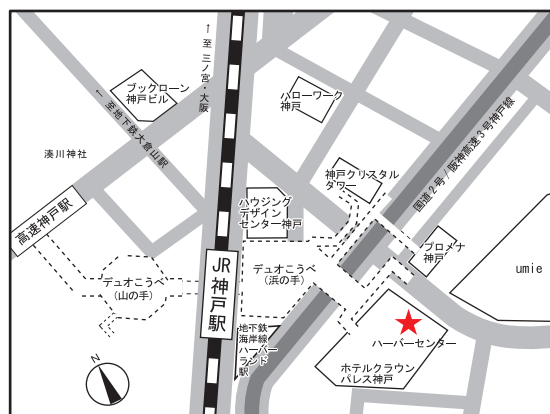 ← 至 三ノ宮・大阪
ブックローン
神戸ビル
← 至地下鉄大倉山駅
湊川神社
高速神戸駅
ハローワーク
神戸
神戸クリスタル
タワー
国道2号/阪神高速3号神戸線
ハウジング
デザイン
センター神戸
プロメナ
神戸
umie
デュオこうべ
(山の手)
JR
神戸駅
デュオこうべ
(浜の手)
地下鉄
海岸線
ハーバー
ランド
駅
ハーバーセンター
ホテルクラウン
パレス神戸
N